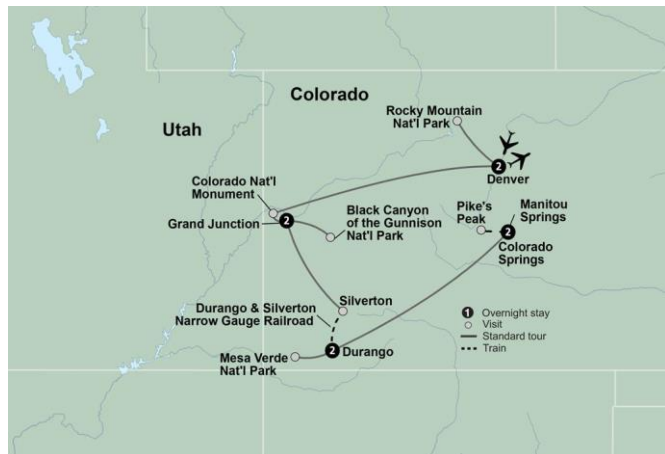 Colorado
Utah
Rocky Mountain
Nat'l Park
2
Denver
Colorado Nat'l
Monument
Grand Junction
2
Black Canyon
of the Gunnison
Nat'l Park
Pike's
Peak
Manitou
Springs
2
Colorado
Springs
Durango & Silverton
Narrow Gauge Railroad
Silverton
2
Durango
Mesa Verde
Nat'l Park
1 Overnight stay
Visit
Standard tour
Train